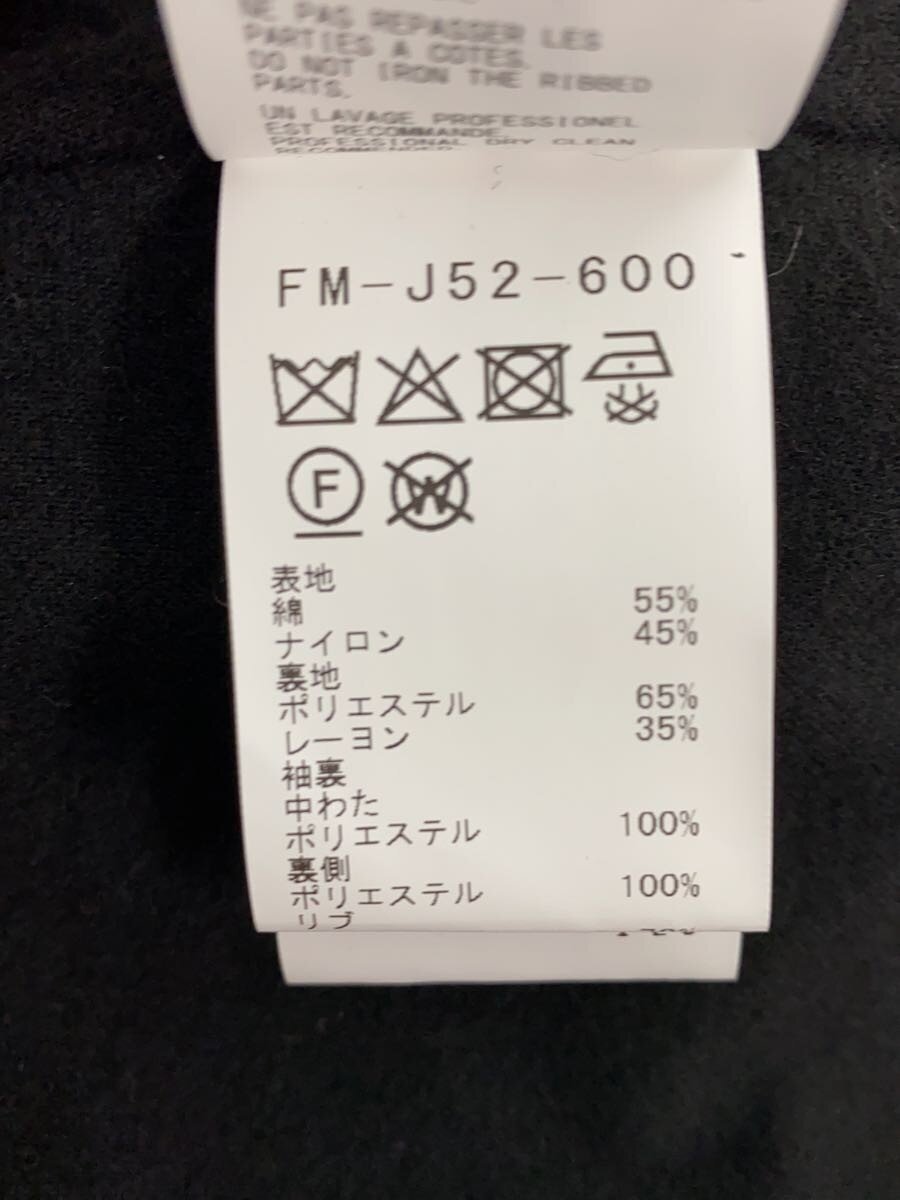 NE PAS REPASSER LES
PARTIES A COTES.
DO NOT IRON THE RIBBED
PARTS.
UN LAVAGE PROFESSIONEL
EST RECOMMANDE.
PROFESSIONAL DRY CLEAN
RECOMMENDED
FM-J52-600
F W
表地
綿 55%
ナイロン 45%
裏地
ポリエステル 65%
レーヨン 35%
袖裏
中わた
ポリエステル 100%
裏側
ポリエステル 100%
リブ